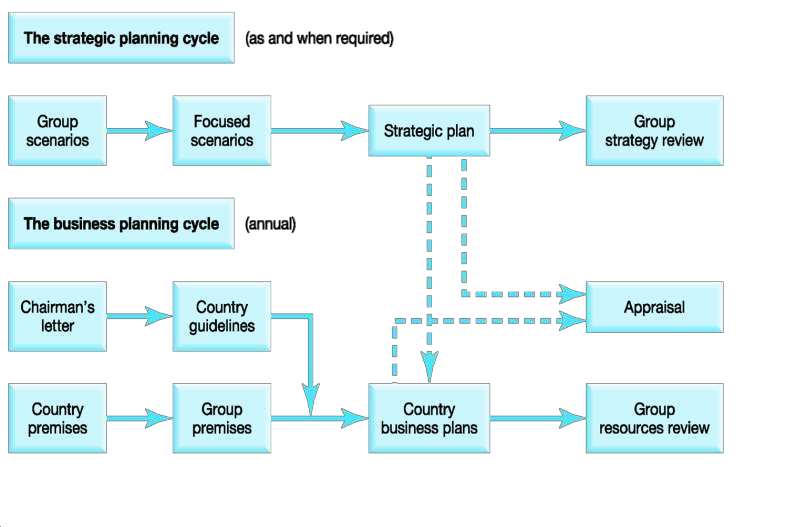 The strategic planning cycle (as and when required)
Group
scenarios
Focused
scenarios
Strategic plan
Group
strategy review
The business planning cycle (annual)
Chairman's
letter
Country
guidelines
Appraisal
Country
premises
Group
premises
Country
business plans
Group
resources review